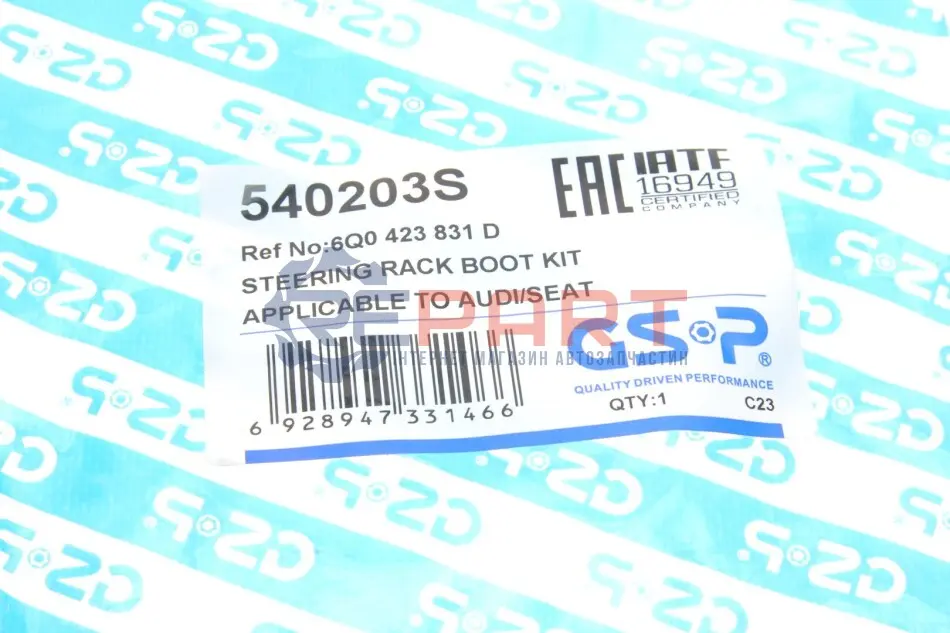 540203S
EAC
IATF
16949
CERTIFIED
COMPANY
Ref No:6Q0 423 831 D
STEERING RACK BOOT KIT
APPLICABLE TO AUDI/SEAT
EPART
ІНТЕРНЕТ МАГАЗИН АВТОЗАПЧАСТИН
GSP®
QUALITY DRIVEN PERFORMANCE
QTY:1 C23
6 928947 331466